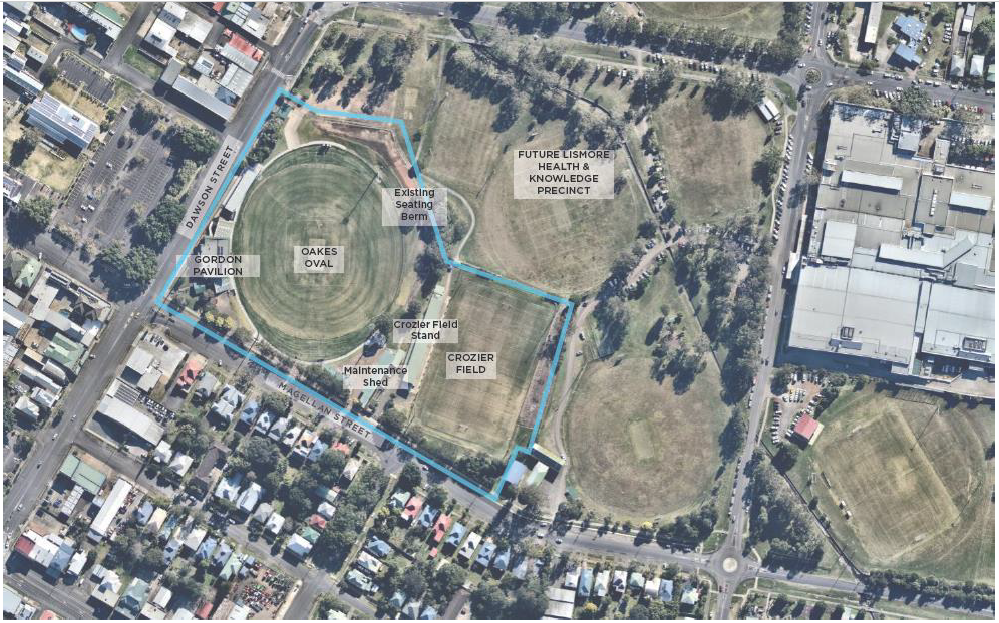 FUTURE LISMORE
HEALTH &
KNOWLEDGE
PRECINCT
DAWSON STREET
Existing
Seating
Berm
GORDON
PAVILION
OAKES
OVAL
Crozier Field
Stand
CROZIER
FIELD
Maintenance
Shed
MAGELLAN STREET